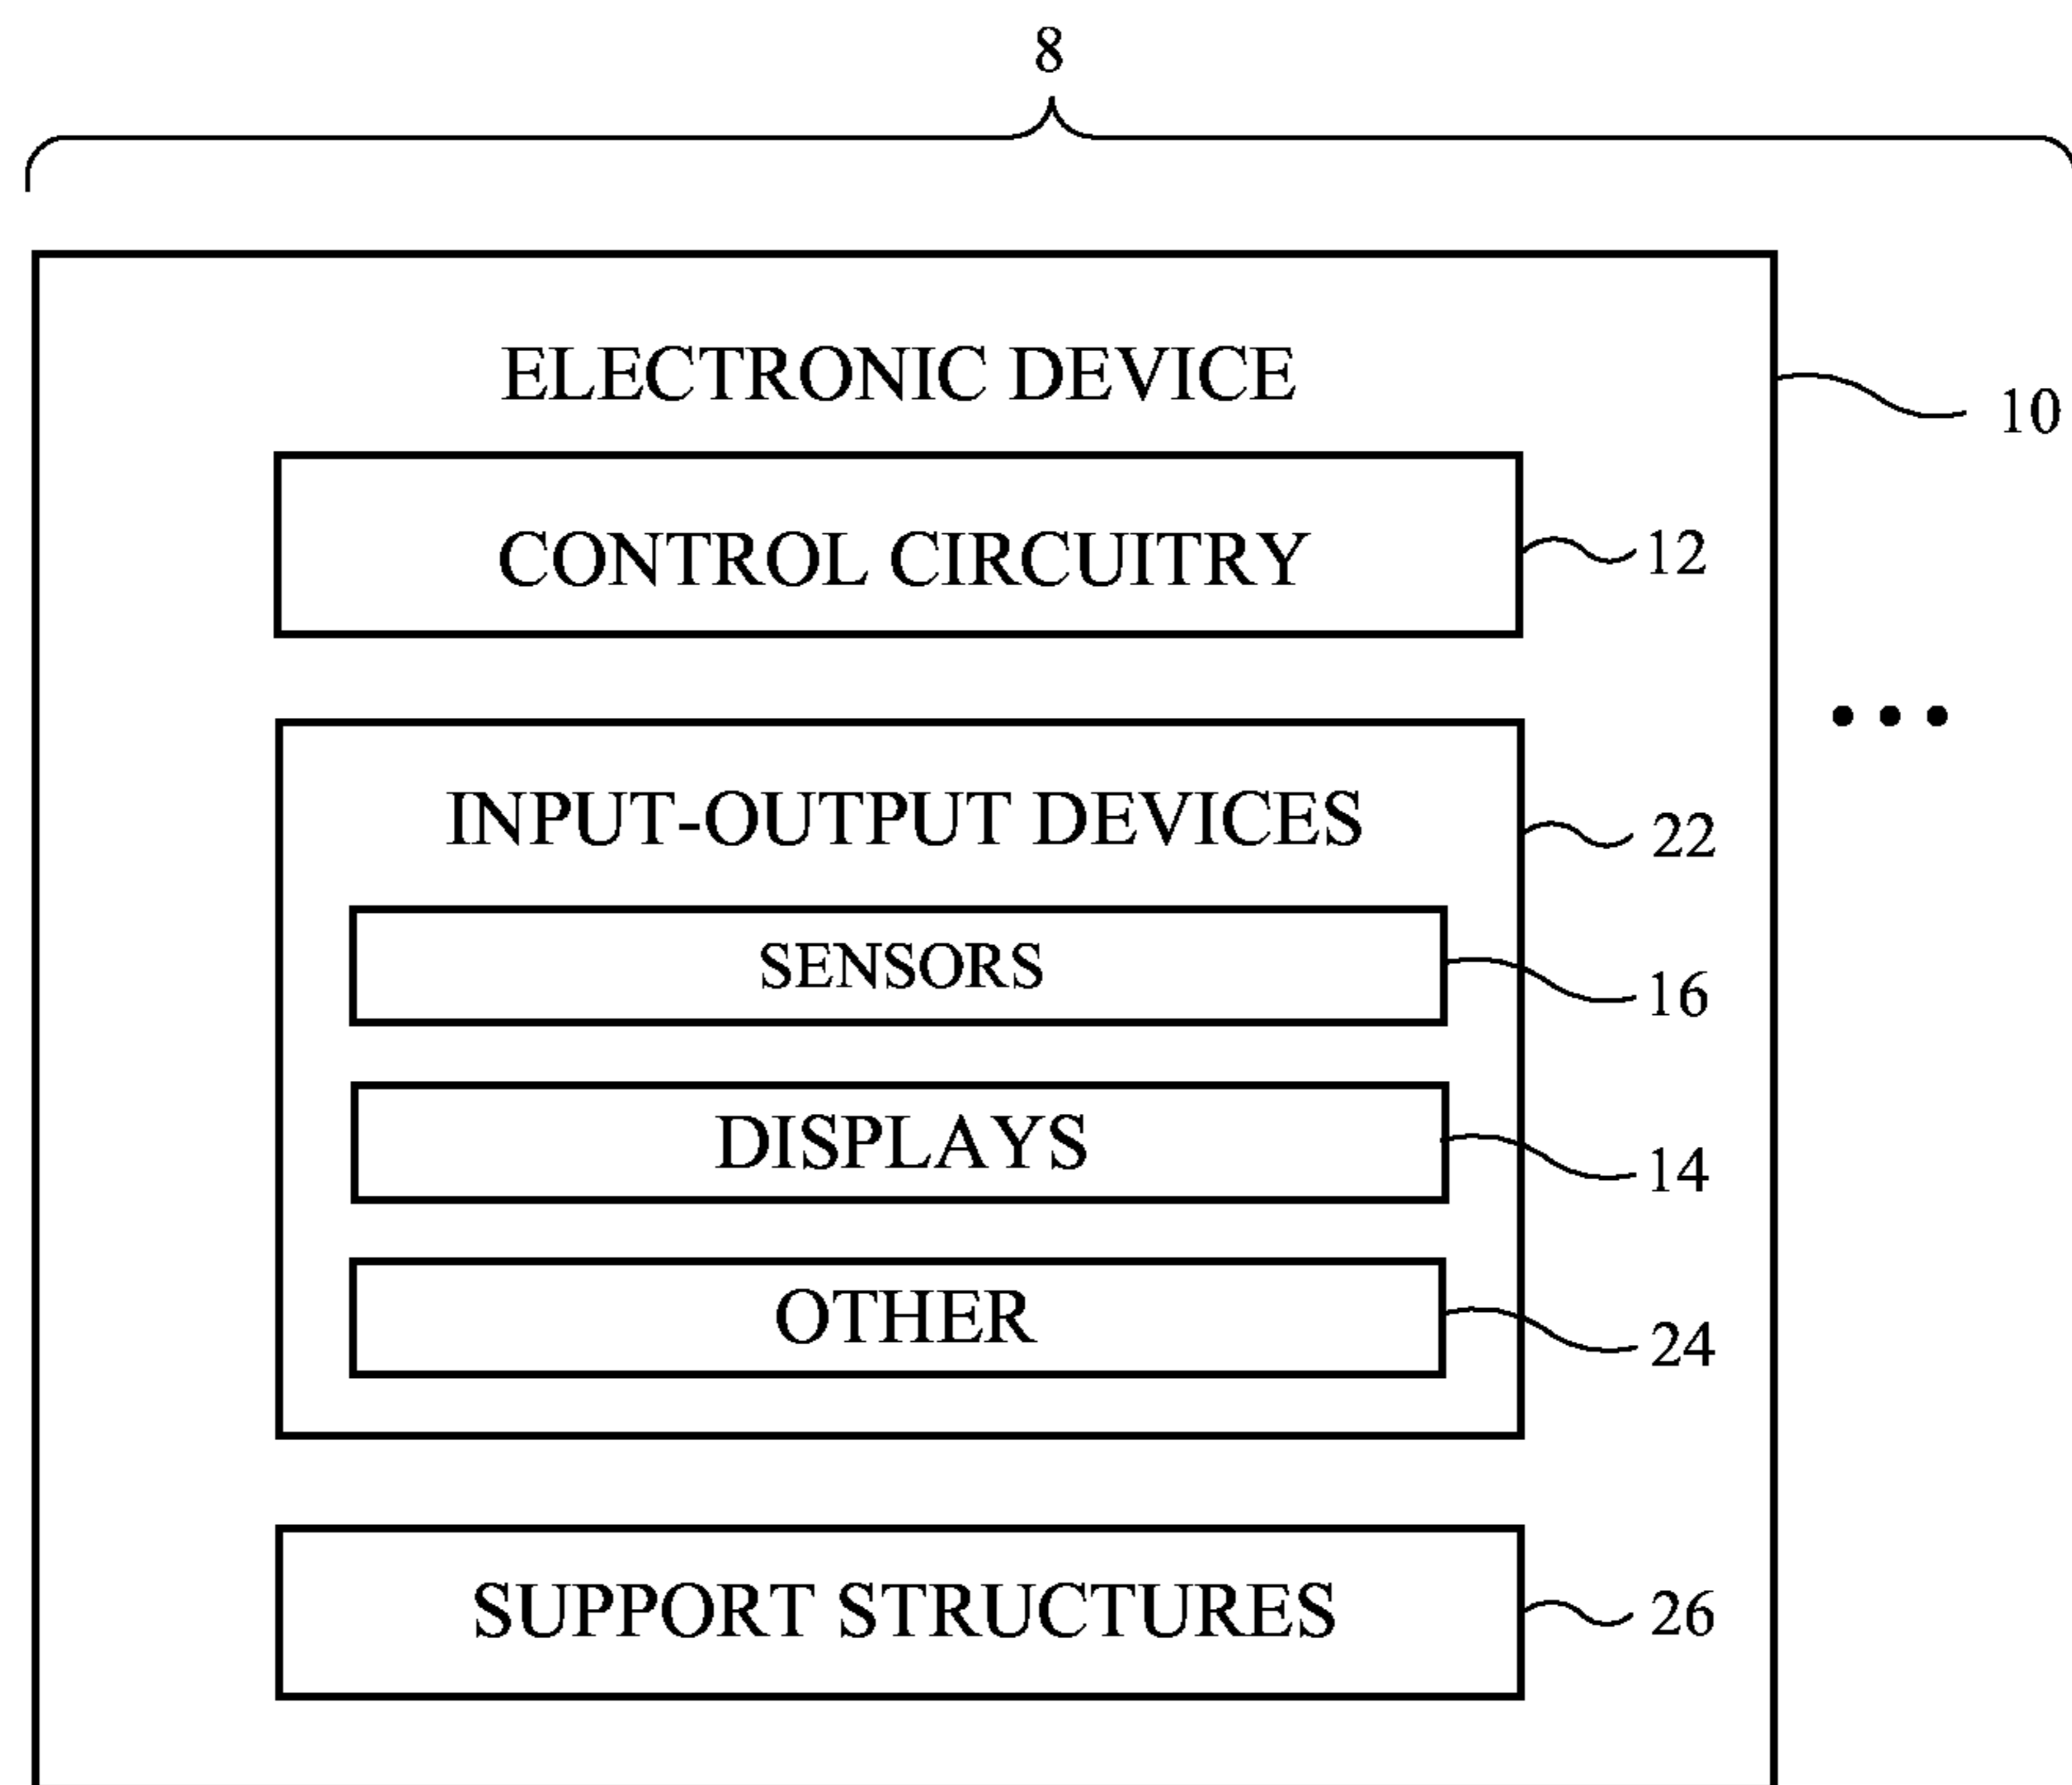 8
ELECTRONIC DEVICE
10
CONTROL CIRCUITRY
12
INPUT-OUTPUT DEVICES
22
SENSORS
16
DISPLAYS
14
OTHER
24
SUPPORT STRUCTURES
26